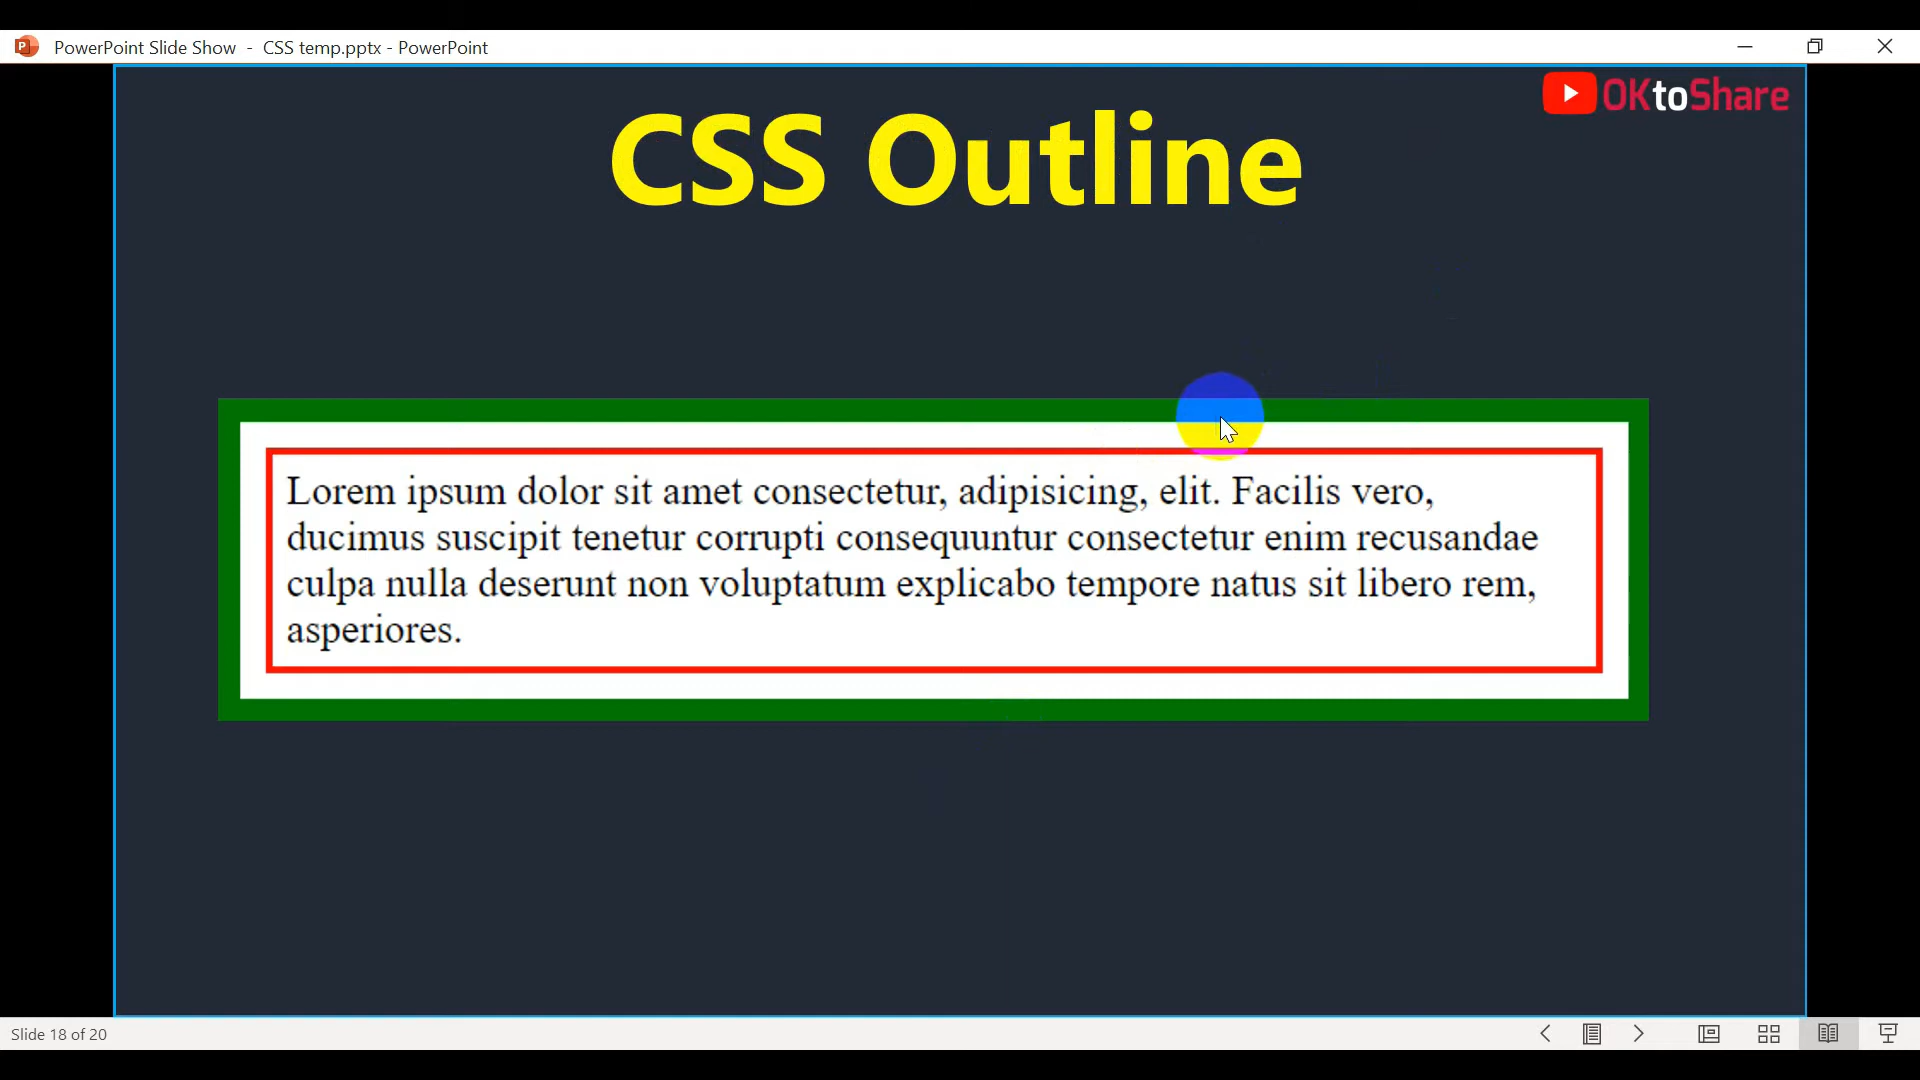 PowerPoint Slide Show - CSS temp.pptx - PowerPoint
OKtoShare
CSS Outline
Lorem ipsum dolor sit amet consectetur, adipisicing, elit. Facilis vero,
ducimus suscipit tenetur corrupti consequuntur consectetur enim recusandae
culpa nulla deserunt non voluptatum explicabo tempore natus sit libero rem,
asperiores.
Slide 18 of 20